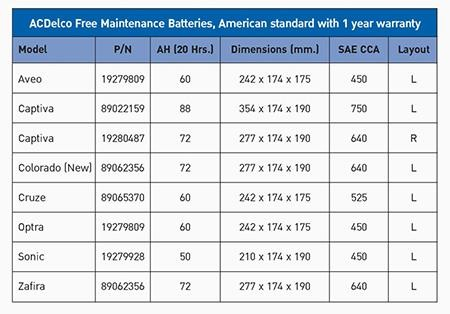 ACDelco Free Maintenance Batteries, American standard with 1 year warranty
Model P/N AH (20 Hrs.) Dimensions (mm.) SAE CCA Layout
Aveo 19279809 60 242 x 174 x 175 450 L
Captiva 89022159 88 354 x 174 x 190 750 L
Captiva 19280487 72 277 x 174 x 190 640 R
Colorado (New) 89062356 72 277 x 174 x 190 640 L
Cruze 89065370 60 242 x 174 x 175 525 L
Optra 19279809 60 242 x 174 x 175 450 L
Sonic 19279928 50 210 x 174 x 190 450 L
Zafira 89062356 72 277 x 174 x 190 640 L